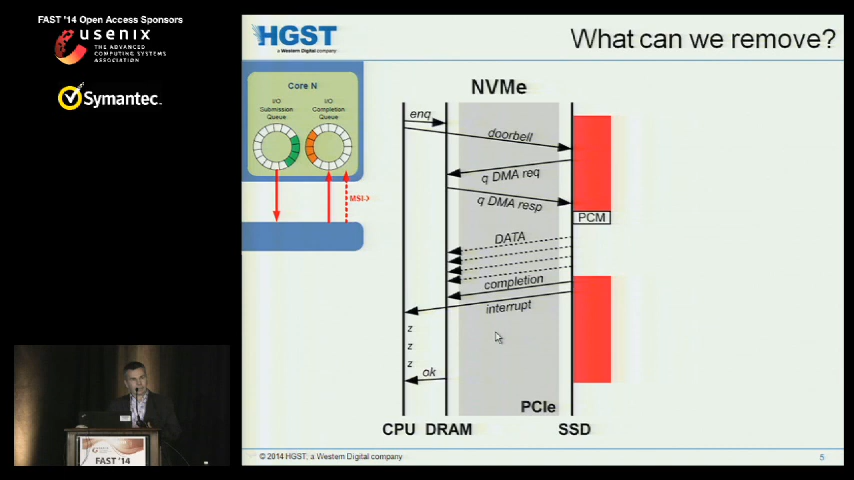 FAST '14 Open Access Sponsors
usenix
THE ADVANCED
COMPUTING SYSTEMS
ASSOCIATION
Symantec.
HGST
a Western Digital company
What can we remove?
Core N
I/O
Submission
Queue
I/O
Completion
Queue
MSI->
NVMe
enq
doorbell
q DMA req
q DMA resp
PCM
DATA
completion
interrupt
z
z
z
ok
PCIe
CPU DRAM SSD
FAST '14
© 2014 HGST, a Western Digital company
5